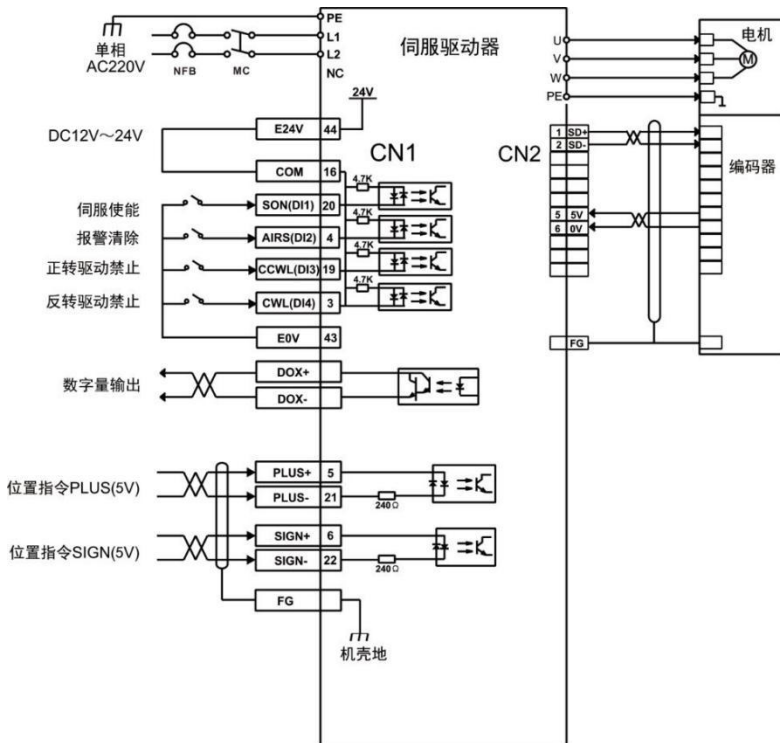 PE
单相
AC220V
NFB
MC
L1
L2
NC
伺服驱动器
U
V
W
PE
电机
M
24V
DC12V～24V
E24V 44
COM 16
CN1
CN2
1 SD+
2 SD-
编码器
5 5V
6 0V
FG
4.7K
伺服使能
SON(DI1) 20
4.7K
报警清除
AIRS(DI2) 4
4.7K
正转驱动禁止
CCWL(DI3) 19
4.7K
反转驱动禁止
CWL(DI4) 3
E0V 43
数字量输出
DOX+
DOX-
位置指令PLUS(5V)
PLUS+ 5
PLUS- 21
240Ω
位置指令SIGN(5V)
SIGN+ 6
SIGN- 22
240Ω
FG
机壳地